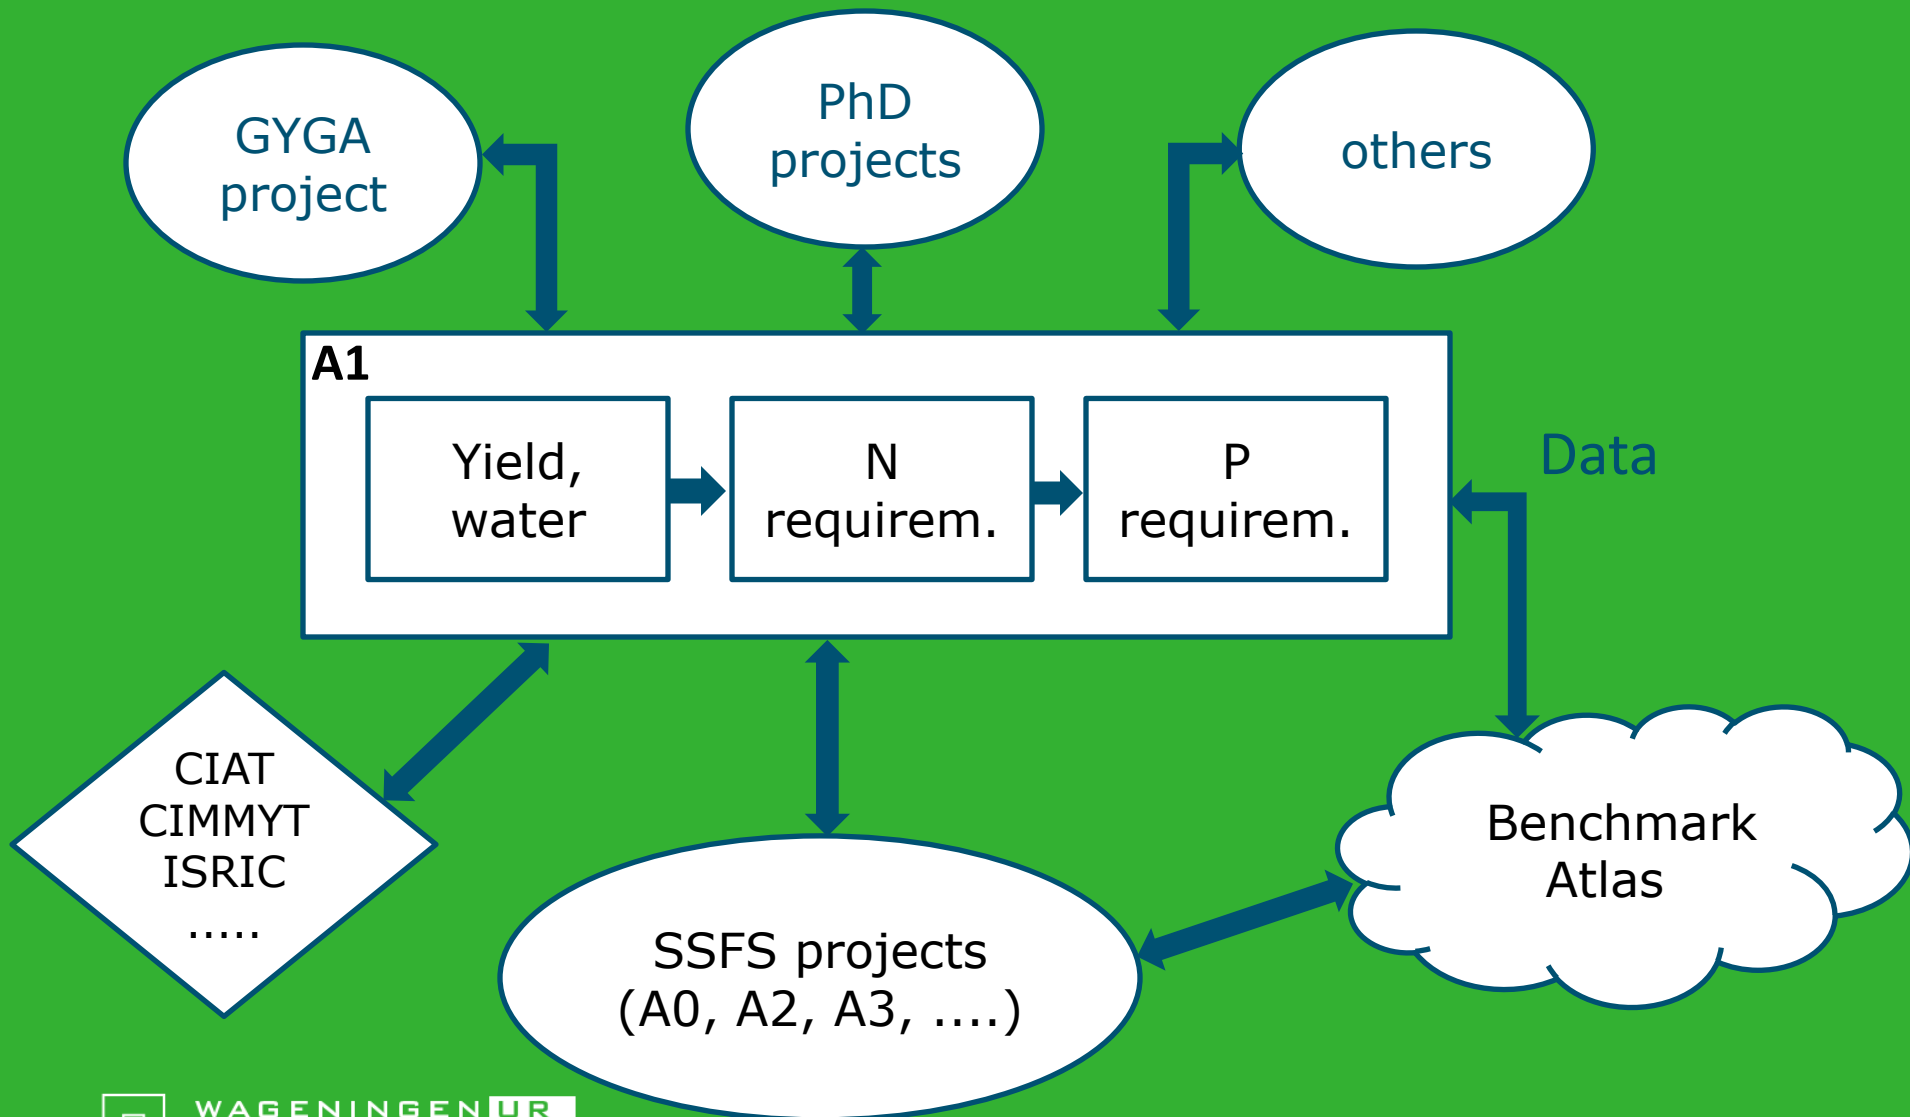 GYGA
project
PhD
projects
others
A1
Yield,
water
N
requirem.
P
requirem.
Data
CIAT
CIMMYT
ISRIC
.....
SSFS projects
(A0, A2, A3, ....)
Benchmark
Atlas
WAGENINGEN UR